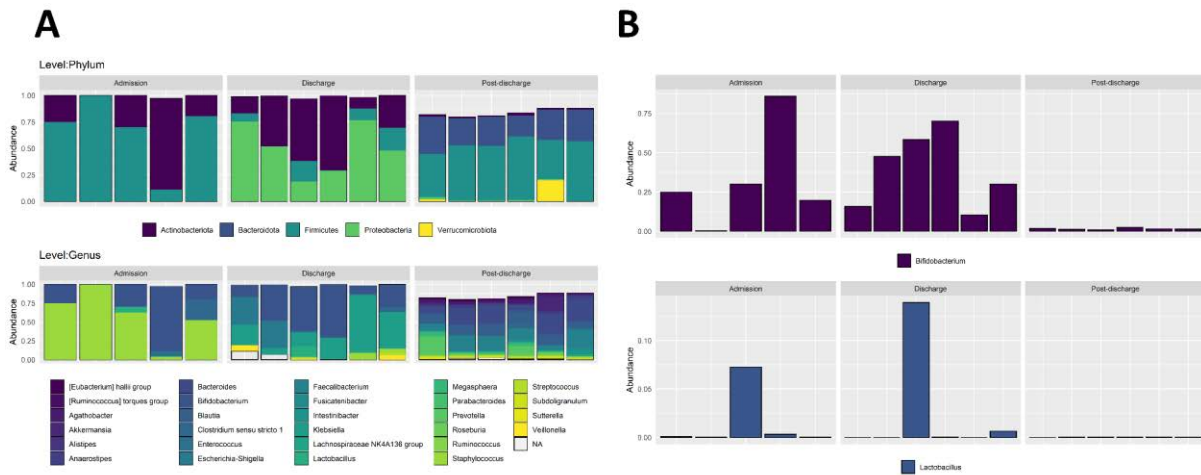 A
B
Level:Phylum
Admission
Discharge
Post-discharge
Abundance
1.00
0.75
0.50
0.25
0.00
Actinobacteriota
Bacteroidota
Firmicutes
Proteobacteria
Verrucomicrobiota
Level:Genus
Admission
Discharge
Post-discharge
Abundance
1.00
0.75
0.50
0.25
0.00
[Eubacterium] hallii group
[Ruminococcus] torques group
Agathobacter
Akkermansia
Alistipes
Anaerostipes
Bacteroides
Bifidobacterium
Blautia
Clostridium sensu stricto 1
Enterococcus
Escherichia-Shigella
Faecalibacterium
Fusicatenibacter
Intestinibacter
Klebsiella
Lachnospiraceae NK4A136 group
Lactobacillus
Megasphaera
Parabacteroides
Prevotella
Roseburia
Ruminococcus
Staphylococcus
Streptococcus
Subdoligranulum
Sutterella
Veillonella
NA
Admission
Discharge
Post-discharge
Abundance
0.75
0.50
0.25
0.00
Bifidobacterium
Admission
Discharge
Post-discharge
Abundance
0.10
0.05
0.00
Lactobacillus